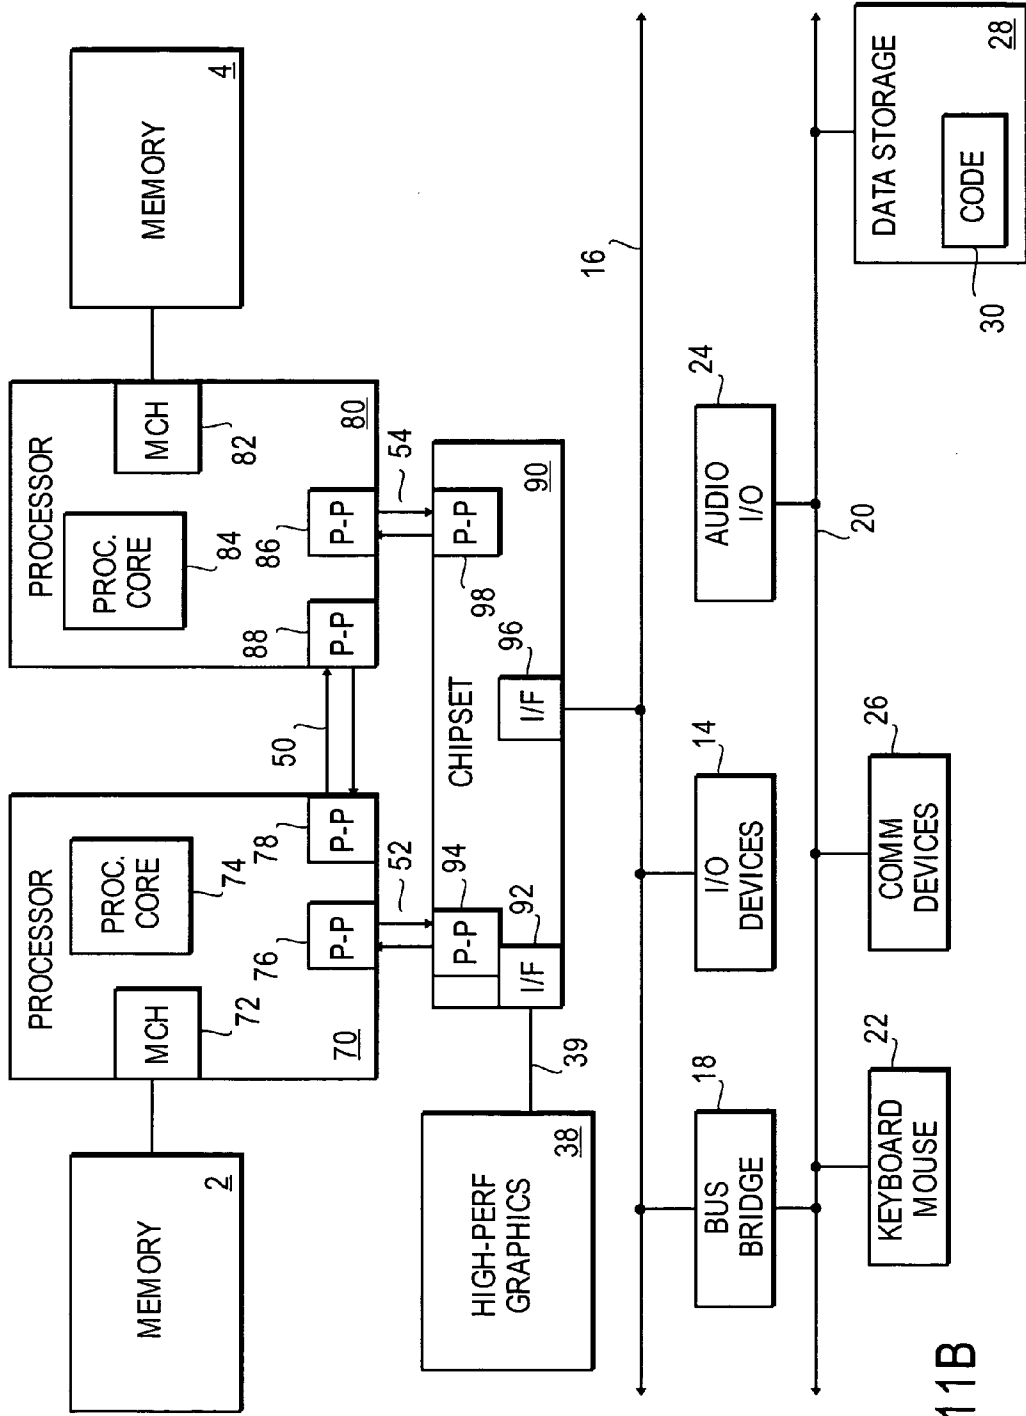 PROCESSOR
PROCESSOR
MEMORY
2
MCH
72
PROC.
CORE
74
70
76
P-P
78
P-P
50
88
P-P
PROC.
CORE
84
86
P-P
MCH
82
80
MEMORY
4
52
54
HIGH-PERF
GRAPHICS
38
39
P-P
94
I/F
92
CHIPSET
I/F
96
P-P
98
90
16
BUS
BRIDGE
18
I/O
DEVICES
14
AUDIO
I/O
24
20
KEYBOARD
MOUSE
22
COMM
DEVICES
26
DATA STORAGE
CODE
30
28
11B